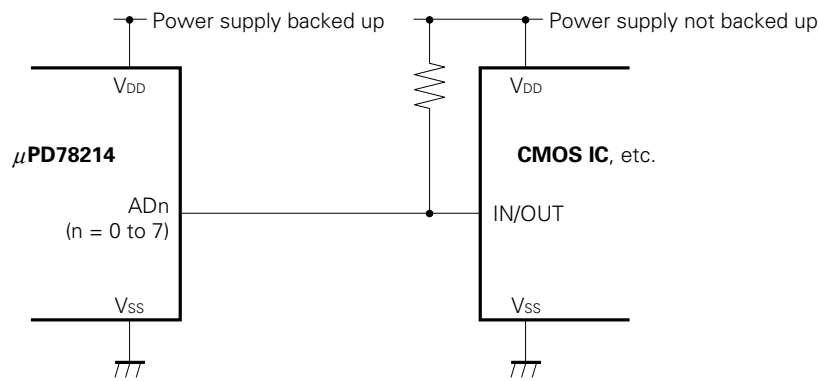 Power supply backed up
Power supply not backed up
VDD
VDD
μPD78214
CMOS IC, etc.
ADn
(n = 0 to 7)
IN/OUT
VSS
VSS